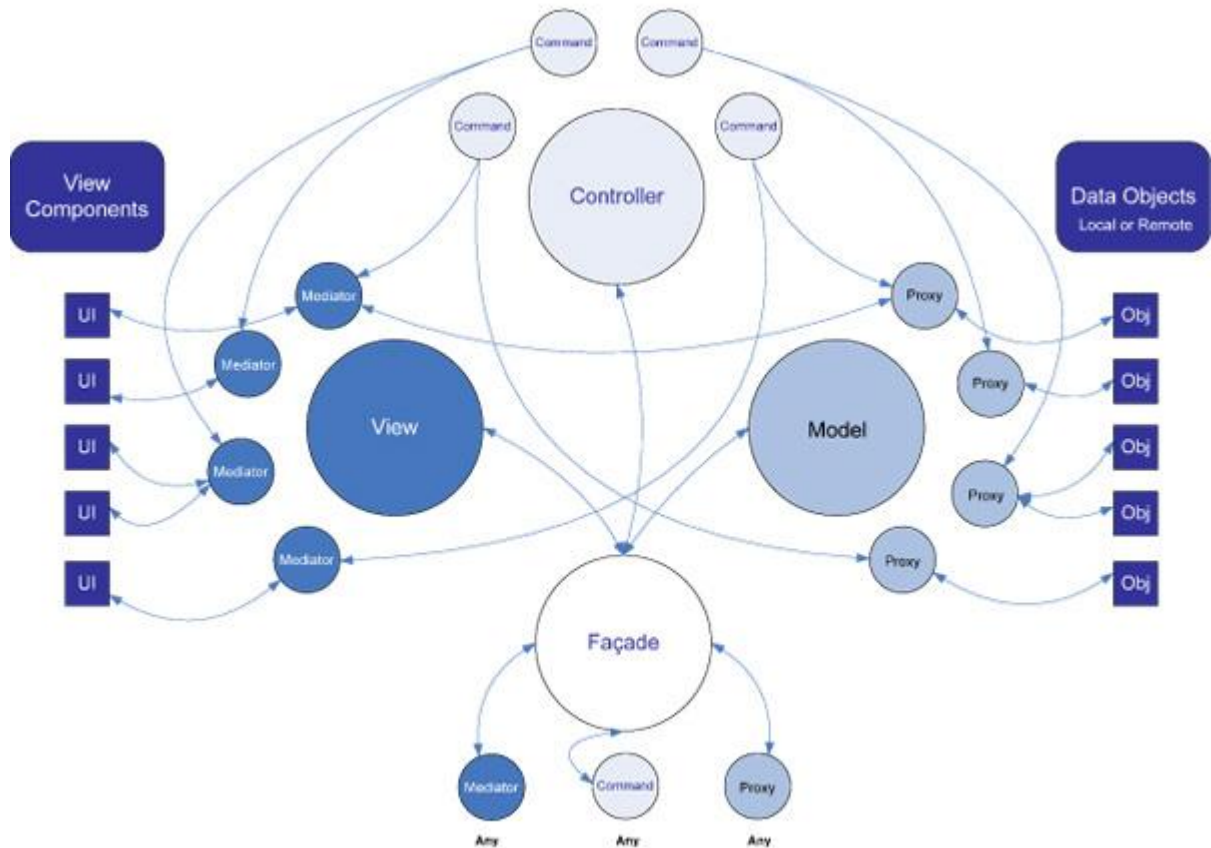 Command
Command
Command
Command
Controller
View
Components
Data Objects
Local or Remote
Mediator
Proxy
UI
Obj
Mediator
Proxy
UI
Obj
View
Model
UI
Obj
Mediator
Proxy
UI
Obj
Mediator
Proxy
UI
Obj
Façade
Mediator
Command
Proxy
Any
Any
Any